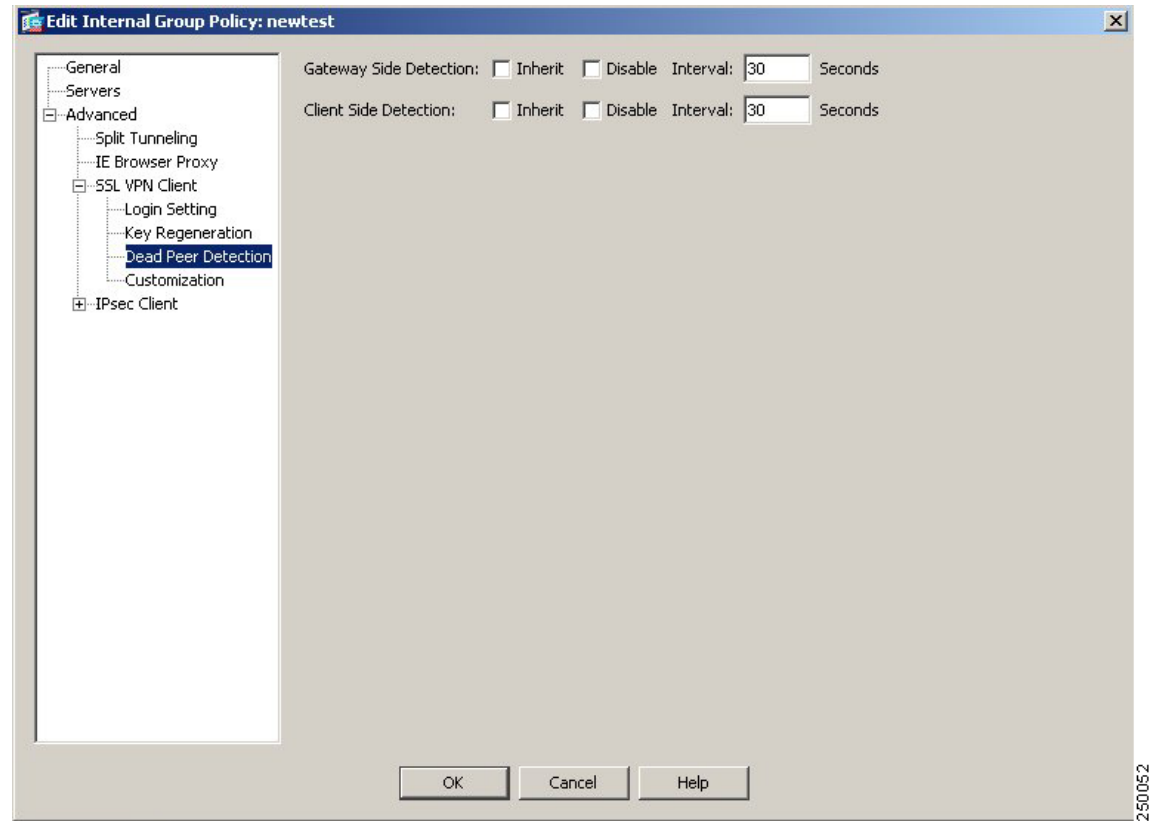 Edit Internal Group Policy: newtest
General
Servers
Advanced
Split Tunneling
IE Browser Proxy
SSL VPN Client
Login Setting
Key Regeneration
Dead Peer Detection
Customization
IPsec Client
Gateway Side Detection: Inherit Disable Interval: 30 Seconds
Client Side Detection: Inherit Disable Interval: 30 Seconds
OK Cancel Help
250052